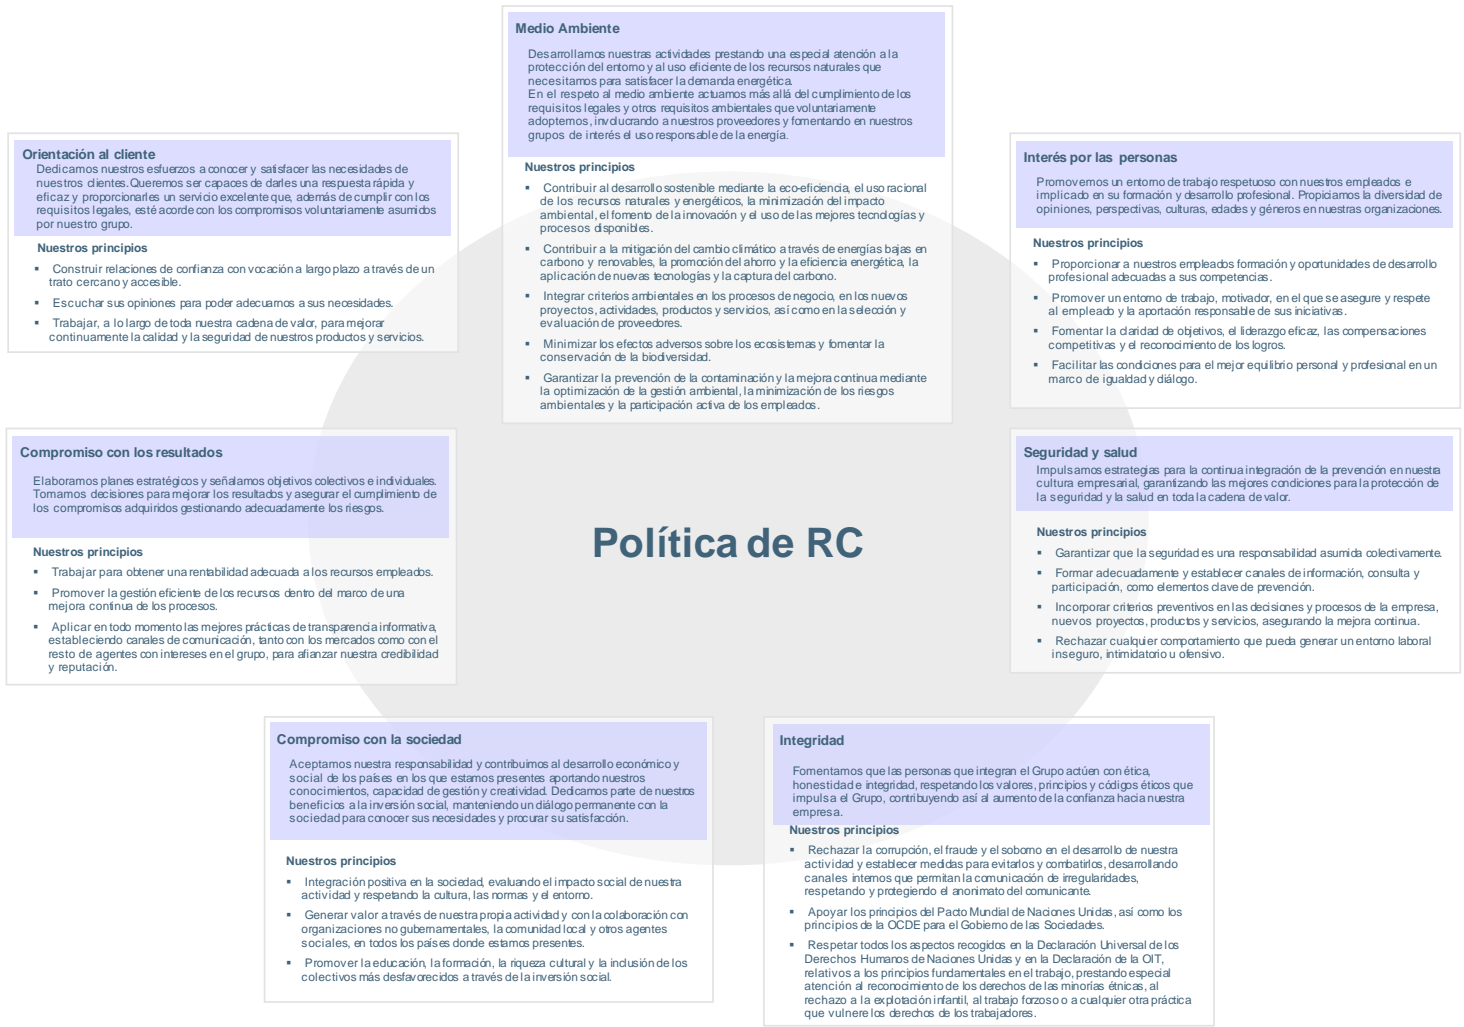 Medio Ambiente
Desarrollamos nuestras actividades prestando una especial atención a la
protección del entorno y al uso eficiente de los recursos naturales que
necesitamos para satisfacer la demanda energética.
En el respeto al medio ambiente actuamos más allá del cumplimiento de los
requisitos legales y otros requisitos ambientales que voluntariamente
adoptemos, involucrando a nuestros proveedores y fomentando en nuestros
grupos de interés el uso responsable de la energía.
Nuestros principios
▪ Contribuir al desarrollo sostenible mediante la eco-eficiencia, el uso racional
de los recursos naturales y energéticos, la minimización del impacto
ambiental, el fomento de la innovación y el uso de las mejores tecnologías y
procesos disponibles.
▪ Contribuir a la mitigación del cambio climático a través de energías bajas en
carbono y renovables, la promoción del ahorro y la eficiencia energética, la
aplicación de nuevas tecnologías y la captura del carbono.
▪ Integrar criterios ambientales en los procesos de negocio, en los nuevos
proyectos, actividades, productos y servicios, así como en la selección y
evaluación de proveedores.
▪ Minimizar los efectos adversos sobre los ecosistemas y fomentar la
conservación de la biodiversidad.
▪ Garantizar la prevención de la contaminación y la mejora continua mediante
la optimización de la gestión ambiental, la minimización de los riesgos
ambientales y la participación activa de los empleados.
Orientación al cliente
Dedicamos nuestros esfuerzos a conocer y satisfacer las necesidades de
nuestros clientes. Queremos ser capaces de darles una respuesta rápida y
eficaz y proporcionarles un servicio excelente que, además de cumplir con los
requisitos legales, esté acorde con los compromisos voluntariamente asumidos
por nuestro grupo.
Nuestros principios
▪ Construir relaciones de confianza con vocación a largo plazo a través de un
trato cercano y accesible.
▪ Escuchar sus opiniones para poder adecuarnos a sus necesidades.
▪ Trabajar, a lo largo de toda nuestra cadena de valor, para mejorar
continuamente la calidad y la seguridad de nuestros productos y servicios.
Interés por las personas
Promovemos un entorno de trabajo respetuoso con nuestros empleados e
implicado en su formación y desarrollo profesional. Propiciamos la diversidad de
opiniones, perspectivas, culturas, edades y géneros en nuestras organizaciones.
Nuestros principios
▪ Proporcionar a nuestros empleados formación y oportunidades de desarrollo
profesional adecuadas a sus competencias.
▪ Promover un entorno de trabajo, motivador, en el que se asegure y respete
al empleado y la aportación responsable de sus iniciativas.
▪ Fomentar la claridad de objetivos, el liderazgo eficaz, las compensaciones
competitivas y el reconocimiento de los logros.
▪ Facilitar las condiciones para el mejor equilibrio personal y profesional en un
marco de igualdad y diálogo.
Compromiso con los resultados
Elaboramos planes estratégicos y señalamos objetivos colectivos e individuales.
Tomamos decisiones para mejorar los resultados y asegurar el cumplimiento de
los compromisos adquiridos gestionando adecuadamente los riesgos.
Nuestros principios
▪ Trabajar para obtener una rentabilidad adecuada a los recursos empleados.
▪ Promover la gestión eficiente de los recursos dentro del marco de una
mejora continua de los procesos.
▪ Aplicar en todo momento las mejores prácticas de transparencia informativa,
estableciendo canales de comunicación, tanto con los mercados como con el
resto de agentes con intereses en el grupo, para afianzar nuestra credibilidad
y reputación.
Política de RC
Seguridad y salud
Impulsamos estrategias para la continua integración de la prevención en nuestra
cultura empresarial, garantizando las mejores condiciones para la protección de
la seguridad y la salud en toda la cadena de valor.
Nuestros principios
▪ Garantizar que la seguridad es una responsabilidad asumida colectivamente.
▪ Formar adecuadamente y establecer canales de información, consulta y
participación, como elementos clave de prevención.
▪ Incorporar criterios preventivos en las decisiones y procesos de la empresa,
nuevos proyectos, productos y servicios, asegurando la mejora continua.
▪ Rechazar cualquier comportamiento que pueda generar un entorno laboral
inseguro, intimidatorio u ofensivo.
Compromiso con la sociedad
Aceptamos nuestra responsabilidad y contribuimos al desarrollo económico y
social de los países en los que estamos presentes aportando nuestros
conocimientos, capacidad de gestión y creatividad. Dedicamos parte de nuestros
beneficios a la inversión social, manteniendo un diálogo permanente con la
sociedad para conocer sus necesidades y procurar su satisfacción.
Nuestros principios
▪ Integración positiva en la sociedad, evaluando el impacto social de nuestra
actividad y respetando la cultura, las normas y el entorno.
▪ Generar valor a través de nuestra propia actividad y con la colaboración con
organizaciones no gubernamentales, la comunidad local y otros agentes
sociales, en todos los países donde estamos presentes.
▪ Promover la educación, la formación, la riqueza cultural y la inclusión de los
colectivos más desfavorecidos a través de la inversión social.
Integridad
Fomentamos que las personas que integran el Grupo actúen con ética,
honestidad e integridad, respetando los valores, principios y códigos éticos que
impulsa el Grupo, contribuyendo así al aumento de la confianza hacia nuestra
empresa.
Nuestros principios
▪ Rechazar la corrupción, el fraude y el soborno en el desarrollo de nuestra
actividad y establecer medidas para evitarlos y combatirlos, desarrollando
canales internos que permitan la comunicación de irregularidades,
respetando y protegiendo el anonimato del comunicante.
▪ Apoyar los principios del Pacto Mundial de Naciones Unidas, así como los
principios de la OCDE para el Gobierno de las Sociedades.
▪ Respetar todos los aspectos recogidos en la Declaración Universal de los
Derechos Humanos de Naciones Unidas y en la Declaración de la OIT,
relativos a los principios fundamentales en el trabajo, prestando especial
atención al reconocimiento de los derechos de las minorías étnicas, al
rechazo a la explotación infantil, al trabajo forzoso o a cualquier otra práctica
que vulnere los derechos de los trabajadores.